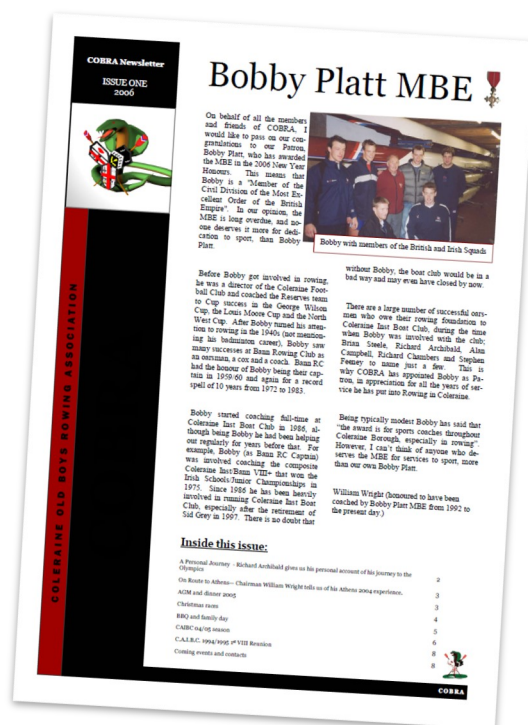 COBRA Newsletter
ISSUE ONE
2006
COLERAINE OLD BOYS ROWING ASSOCIATION
Bobby Platt MBE
On behalf of all the members
and friends of COBRA, I
would like to pass on our con-
gratulations to our Patron,
Bobby Platt, who has awarded
the MBE in the 2006 New Year
Honours. This means that
Bobby is a "Member of the
Civil Division of the Most Ex-
cellent Order of the British
Empire". In our opinion, the
MBE is long overdue, and no-
one deserves it more for dedi-
cation to sport, than Bobby
Platt.
Bobby with members of the British and Irish Squads
Before Bobby got involved in rowing,
he was a director of the Coleraine Foot-
ball Club and coached the Reserves team
to Cup success in the George Wilson
Cup, the Louis Moore Cup and the North
West Cup. After Bobby turned his atten-
tion to rowing in the 1940s (not mention-
ing his badminton career), Bobby saw
many successes at Bann Rowing Club as
an oarsman, a cox and a coach. Bann RC
had the honour of Bobby being their cap-
tain in 1959/60 and again for a record
spell of 10 years from 1972 to 1983.
Bobby started coaching full-time at
Coleraine Inst Boat Club in 1986, al-
though being Bobby he had been helping
out regularly for years before that. For
example, Bobby (as Bann RC Captain)
was involved coaching the composite
Coleraine Inst/Bann VIII+ that won the
Irish Schools/Junior Championships in
1975. Since 1986 he has been heavily
involved in running Coleraine Inst Boat
Club, especially after the retirement of
Sid Grey in 1997. There is no doubt that
without Bobby, the boat club would be in a
bad way and may even have closed by now.
There are a large number of successful oars-
men who owe their rowing foundation to
Coleraine Inst Boat Club, during the time
when Bobby was involved with the club;
Brian Steele, Richard Archibald, Alan
Campbell, Richard Chambers and Stephen
Feeney to name just a few. This is
why COBRA has appointed Bobby as Pa-
tron, in appreciation for all the years of ser-
vice he has put into Rowing in Coleraine.
Being typically modest Bobby has said that
"the award is for sports coaches throughout
Coleraine Borough, especially in rowing".
However, I can't think of anyone who de-
serves the MBE for services to sport, more
than our own Bobby Platt.
William Wright (honoured to have been
coached by Bobby Platt MBE from 1992 to
the present day.)
Inside this issue:
A Personal Journey – Richard Archibald gives us his personal account of his journey to the
Olympics 2
On Route to Athens— Chairman William Wright tells us of his Athens 2004 experience. 3
AGM and dinner 2005 3
Christmas races 4
BBQ and family day 5
CAIBC 04/05 season 6
C.A.I.B.C. 1994/1995 1st VIII Reunion 8
Coming events and contacts 8
COBRA